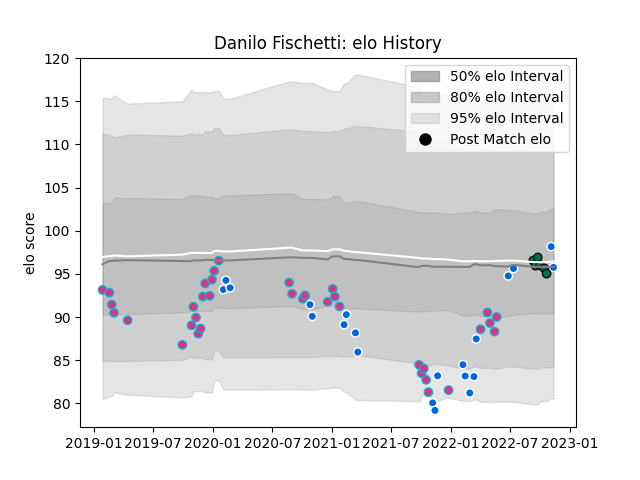 Danilo Fischetti: elo History
120
115
110
105
100
95
90
85
80
elo score
50% elo Interval
80% elo Interval
95% elo Interval
Post Match elo
2019-01 2019-07 2020-01 2020-07 2021-01 2021-07 2022-01 2022-07 2023-01